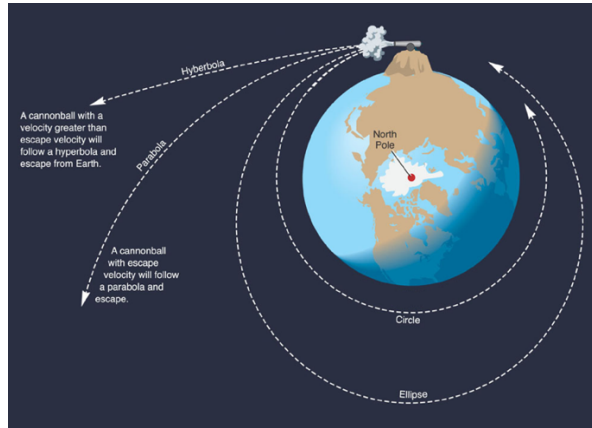 Hyberbola
A cannonball with a
velocity greater than
escape velocity will
follow a hyperbola and
escape from Earth.
Parabola
North
Pole
A cannonball
with escape
velocity will follow
a parabola and
escape.
Circle
Ellipse